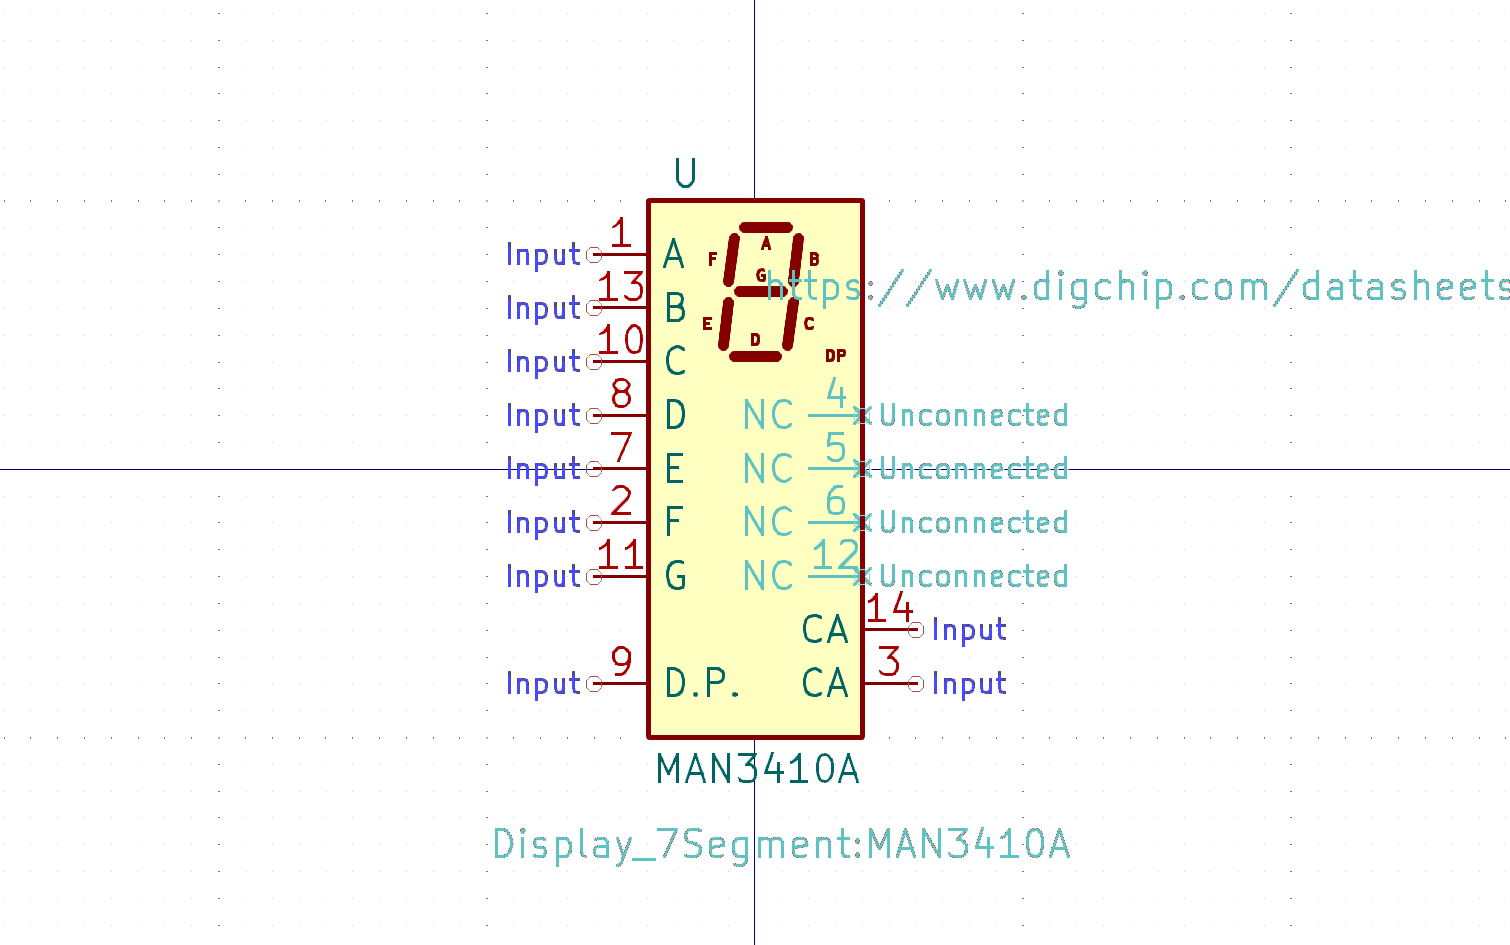 U
Input 1 A
Input 13 B
Input 10 C
Input 8 D
Input 7 E
Input 2 F
Input 11 G
Input 9 D.P.
A
F B
G
E C
D
DP
https://www.digchip.com/datasheets
NC 4 Unconnected
NC 5 Unconnected
NC 6 Unconnected
NC 12 Unconnected
CA 14 Input
CA 3 Input
MAN3410A
Display_7Segment:MAN3410A